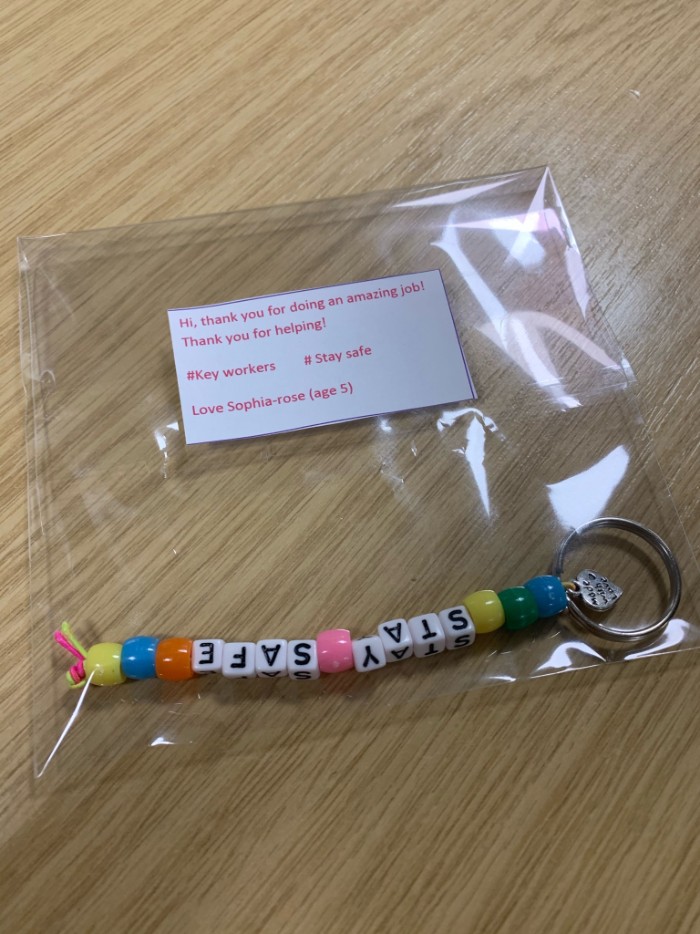 Hi, thank you for doing an amazing job!
Thank you for helping!
#Key workers # Stay safe
Love Sophia-rose (age 5)
STAY SAFE